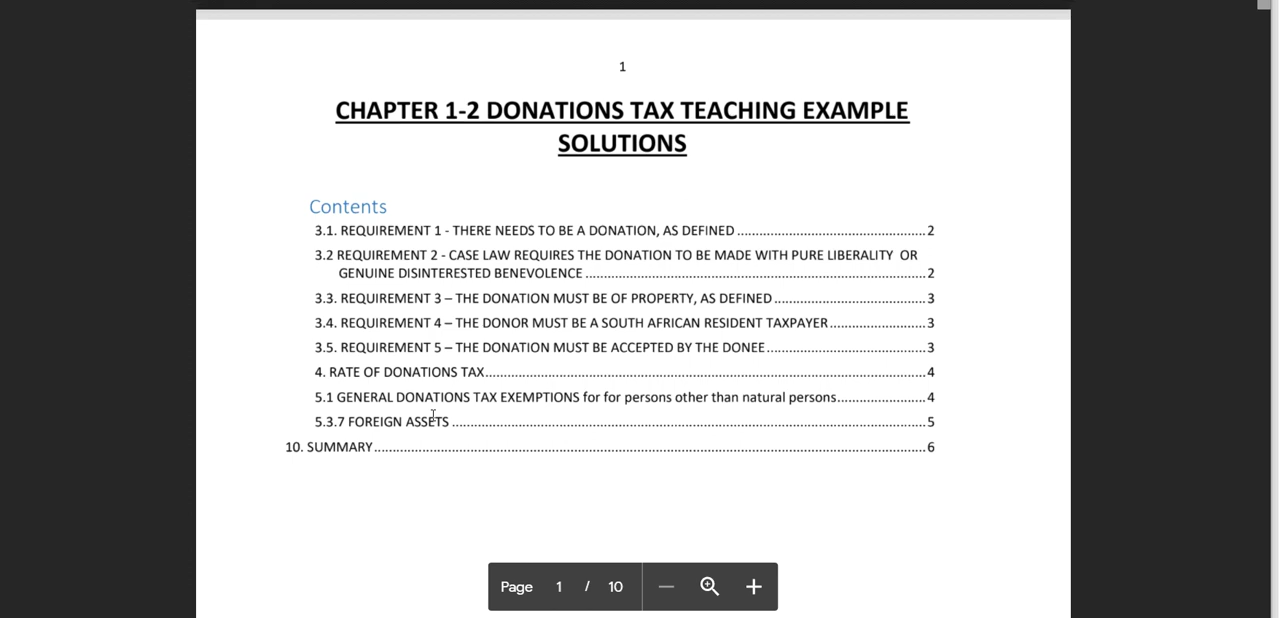 1
CHAPTER 1-2 DONATIONS TAX TEACHING EXAMPLE
SOLUTIONS
Contents
3.1. REQUIREMENT 1 - THERE NEEDS TO BE A DONATION, AS DEFINED ................................................. 2
3.2 REQUIREMENT 2 - CASE LAW REQUIRES THE DONATION TO BE MADE WITH PURE LIBERALITY OR
GENUINE DISINTERESTED BENEVOLENCE ......................................................................................... 2
3.3. REQUIREMENT 3 – THE DONATION MUST BE OF PROPERTY, AS DEFINED ....................................... 3
3.4. REQUIREMENT 4 – THE DONOR MUST BE A SOUTH AFRICAN RESIDENT TAXPAYER ......................... 3
3.5. REQUIREMENT 5 – THE DONATION MUST BE ACCEPTED BY THE DONEE ......................................... 3
4. RATE OF DONATIONS TAX ................................................................................................................. 4
5.1 GENERAL DONATIONS TAX EXEMPTIONS for for persons other than natural persons ....................... 4
5.3.7 FOREIGN ASSETS ......................................................................................................................... 5
10. SUMMARY ........................................................................................................................................ 6
Page 1 / 10